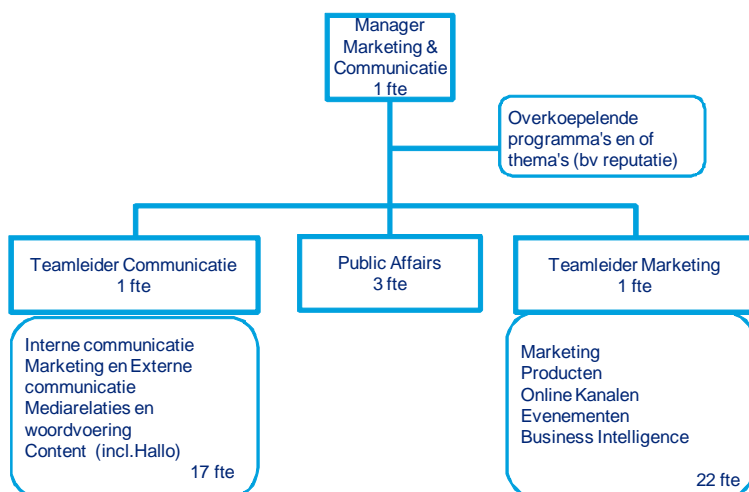 Manager
Marketing &
Communicatie
1 fte
Overkoepelende
programma's en of
thema's (bv reputatie)
Teamleider Communicatie
1 fte
Public Affairs
3 fte
Teamleider Marketing
1 fte
Interne communicatie
Marketing en Externe
communicatie
Mediarelaties en
woordvoering
Content (incl.Hallo)
17 fte
Marketing
Producten
Online Kanalen
Evenementen
Business Intelligence
22 fte